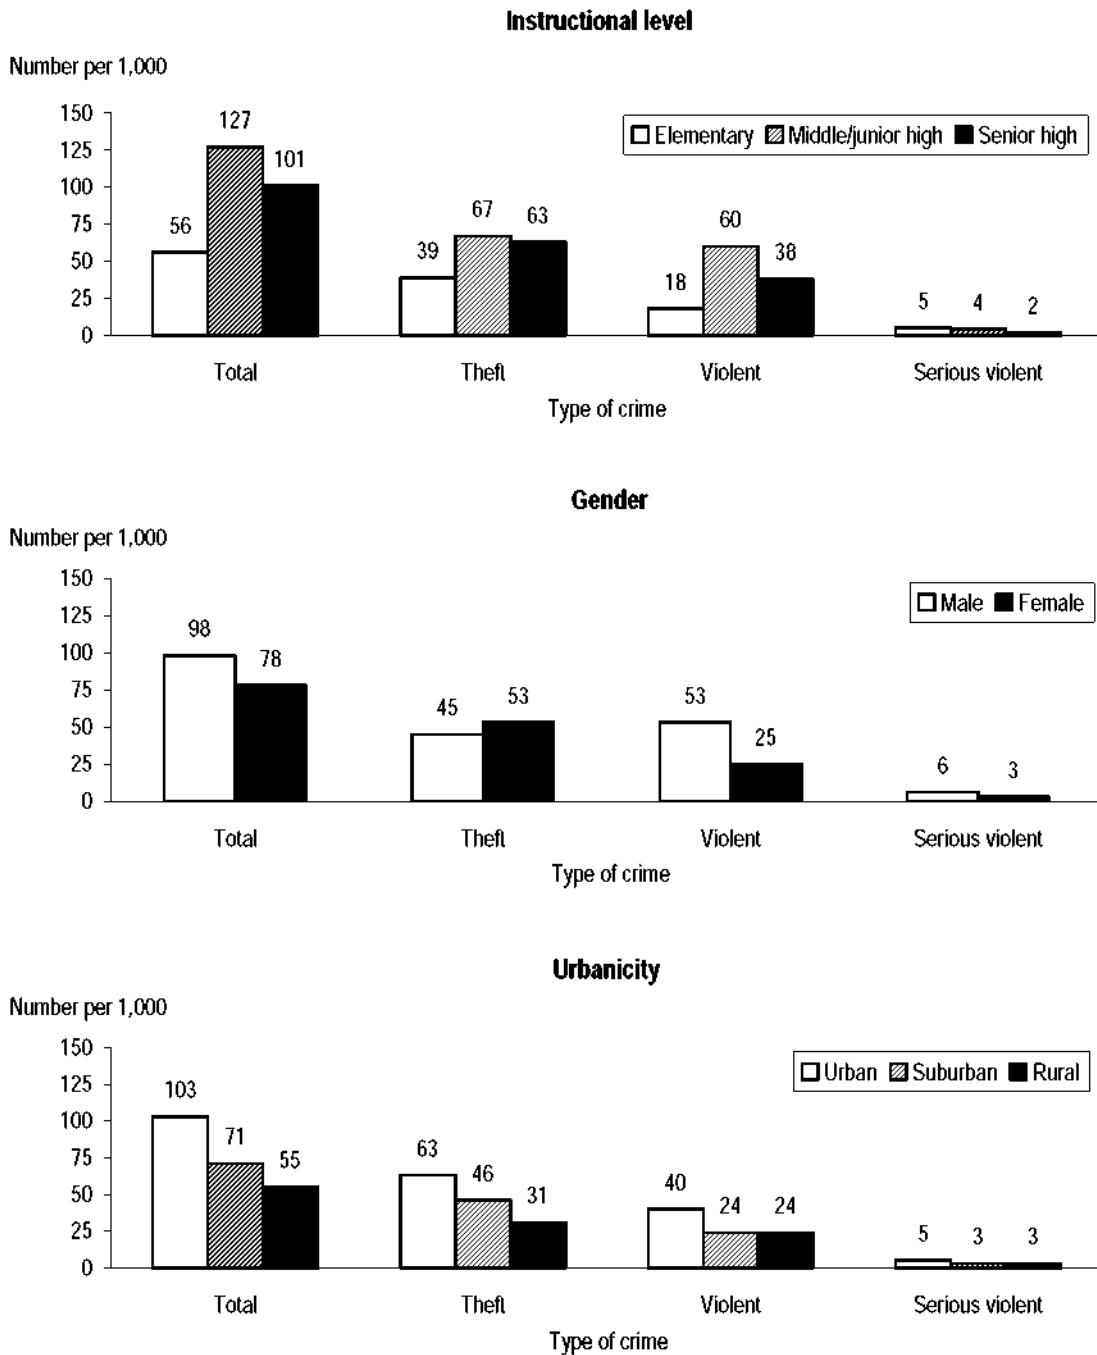 Instructional level
Number per 1,000
150
125
100
75
50
25
0
Elementary Middle/junior high Senior high
56 127 101
39 67 63
18 60 38
5 4 2
Total Theft Violent Serious violent
Type of crime
Gender
Number per 1,000
150
125
100
75
50
25
0
Male Female
98 78
45 53
53 25
6 3
Total Theft Violent Serious violent
Type of crime
Urbanicity
Number per 1,000
150
125
100
75
50
25
0
Urban Suburban Rural
103 71 55
63 46 31
40 24 24
5 3 3
Total Theft Violent Serious violent
Type of crime